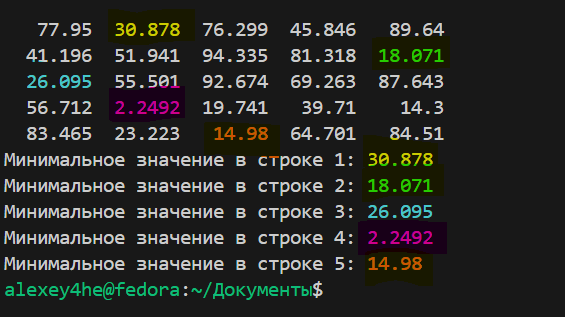 77.95 30.878 76.299 45.846 89.64
41.196 51.941 94.335 81.318 18.071
26.095 55.501 92.674 69.263 87.643
56.712 2.2492 19.741 39.71 14.3
83.465 23.223 14.98 64.701 84.51
Минимальное значение в строке 1: 30.878
Минимальное значение в строке 2: 18.071
Минимальное значение в строке 3: 26.095
Минимальное значение в строке 4: 2.2492
Минимальное значение в строке 5: 14.98
alexey4he@fedora:~/Документы$